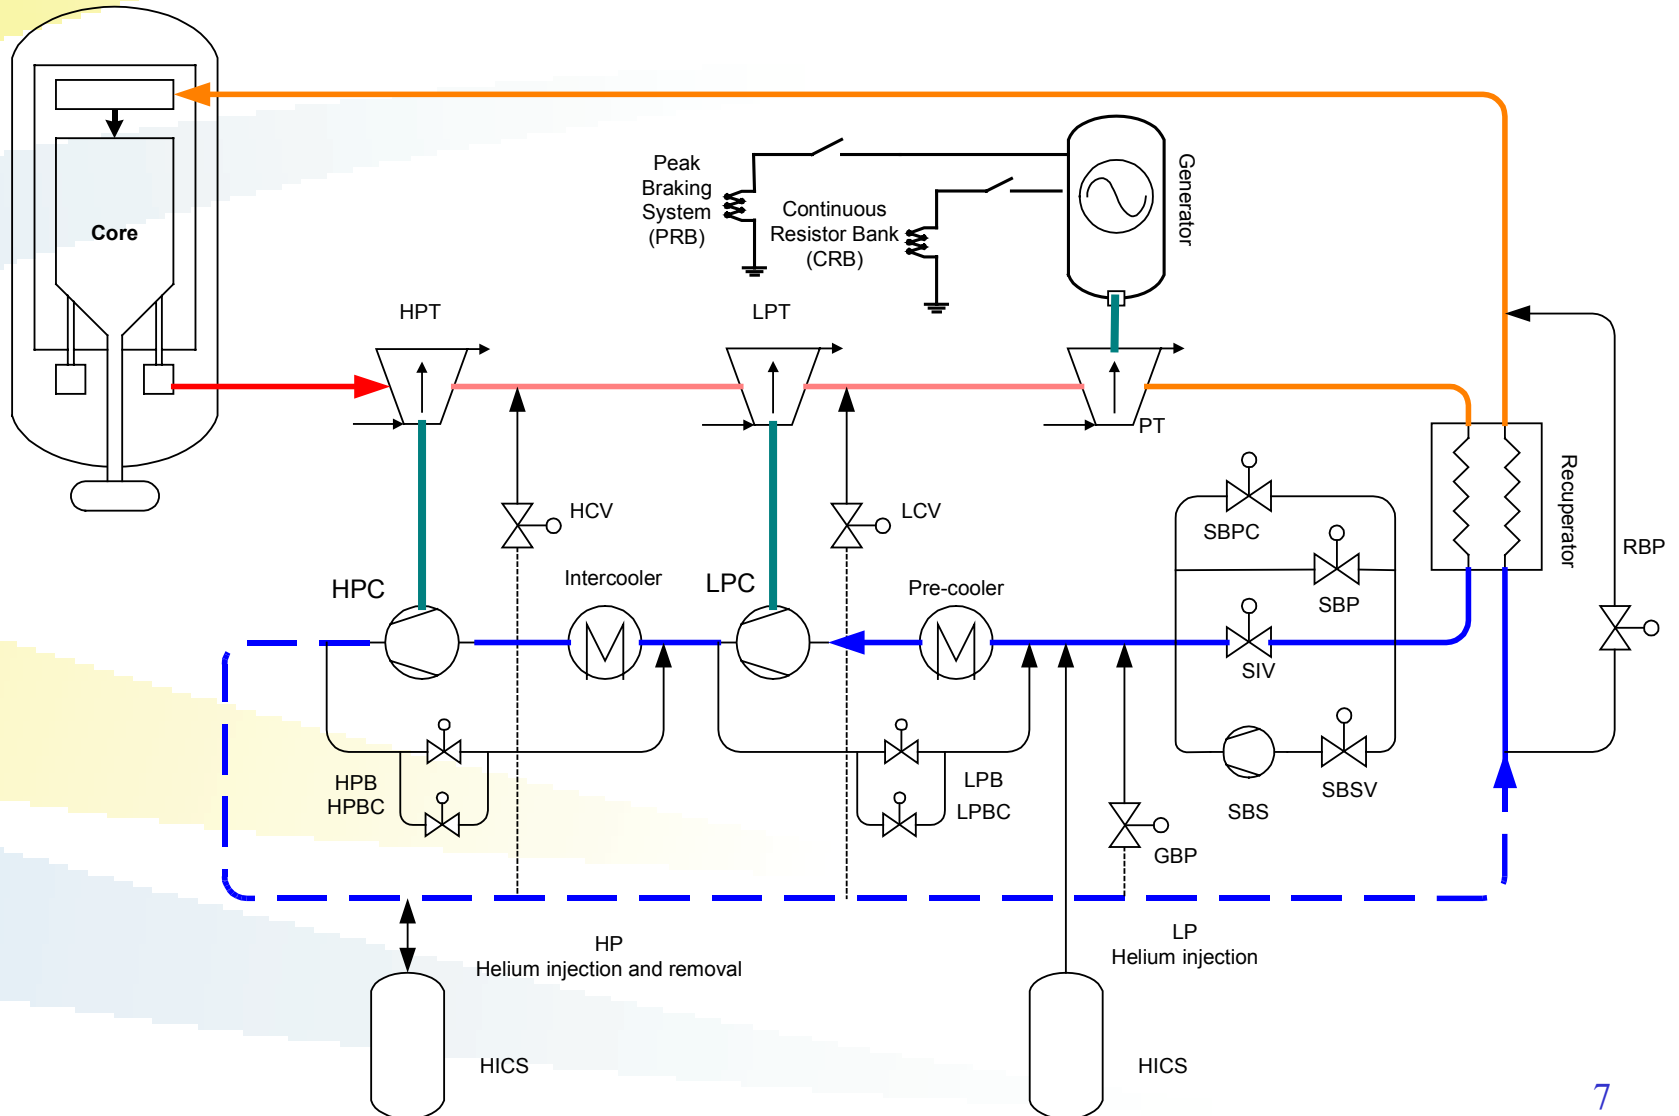 Core
Peak
Braking
System
(PRB)
Continuous
Resistor Bank
(CRB)
Generator
HPT
LPT
PT
HCV
LCV
SBPC
SBP
SIV
SBS
SBSV
Recuperator
RBP
HPC
Intercooler
LPC
Pre-cooler
HPB
HPBC
LPB
LPBC
GBP
HP
Helium injection and removal
LP
Helium injection
HICS
HICS
7